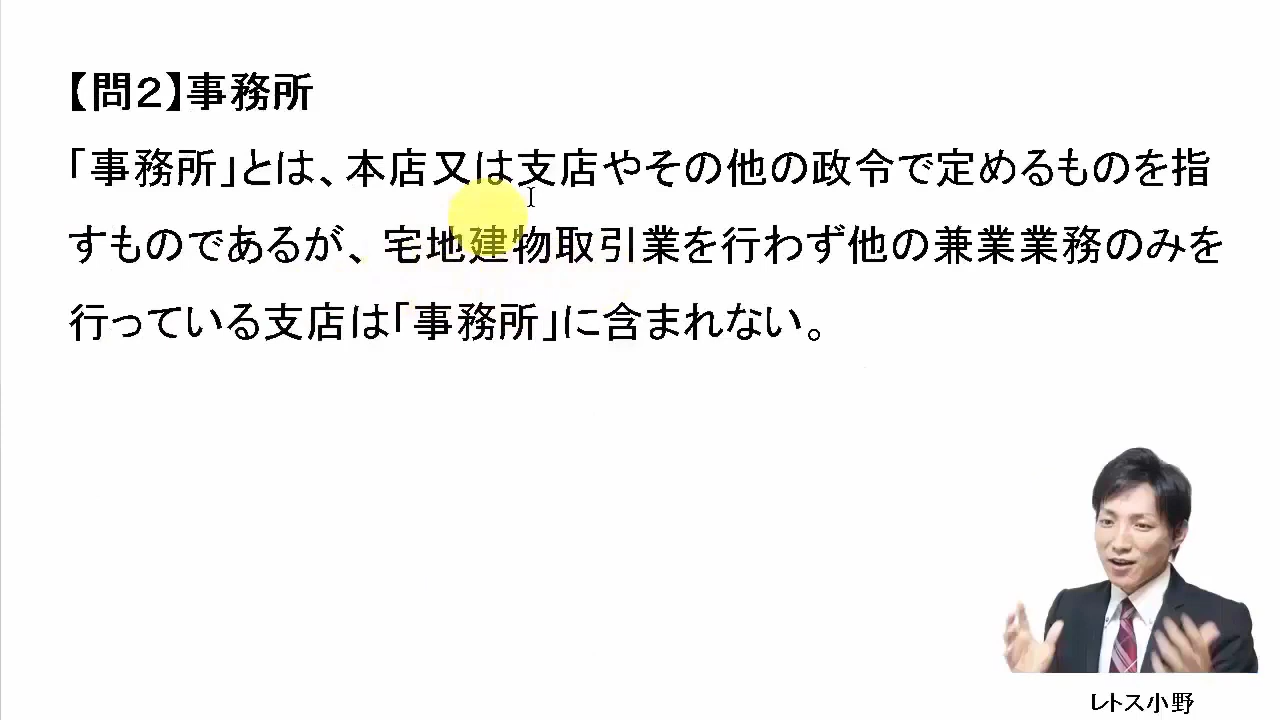 【問２】事務所
「事務所」とは、本店又は支店やその他の政令で定めるものを指
すものであるが、宅地建物取引業を行わず他の兼業業務のみを
行っている支店は「事務所」に含まれない。
レトス小野